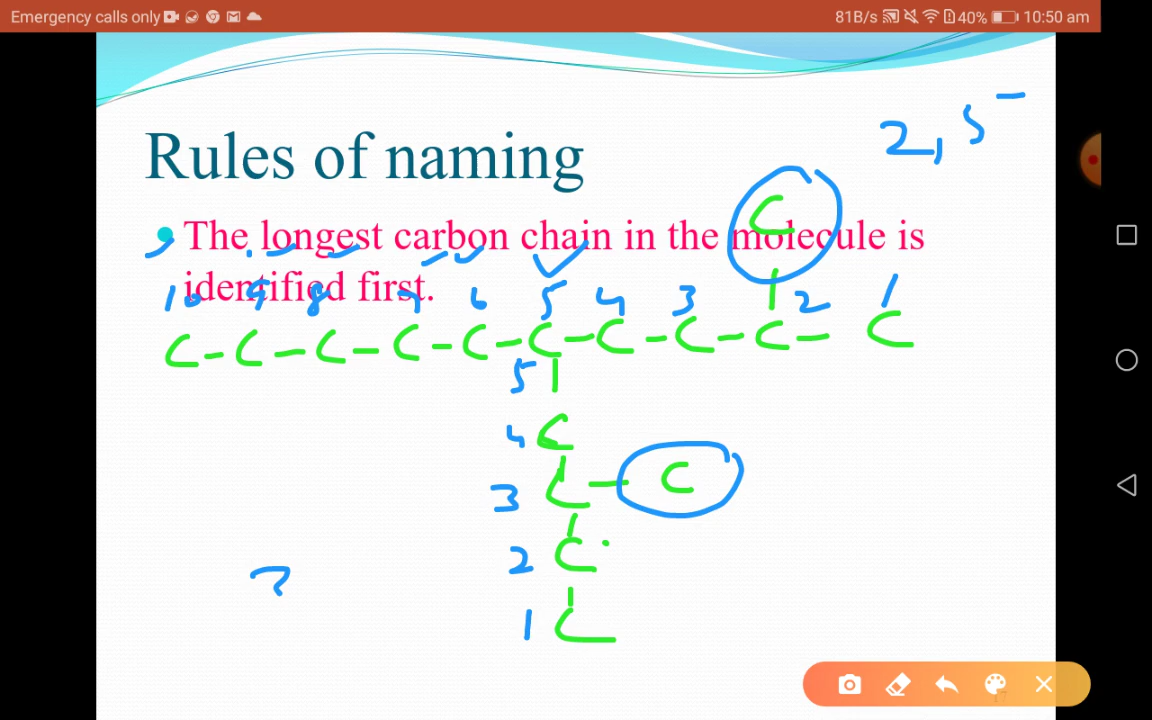 Emergency calls only 81B/s 40% 10:50 am
2, 5 -
Rules of naming
C
The longest carbon chain in the molecule is
identified first.
10 9 8 7 6 5 4 3 2 1
C - C - C - C - C - C - C - C - C - C
5
4 C
3 C - C
2 C
1 C